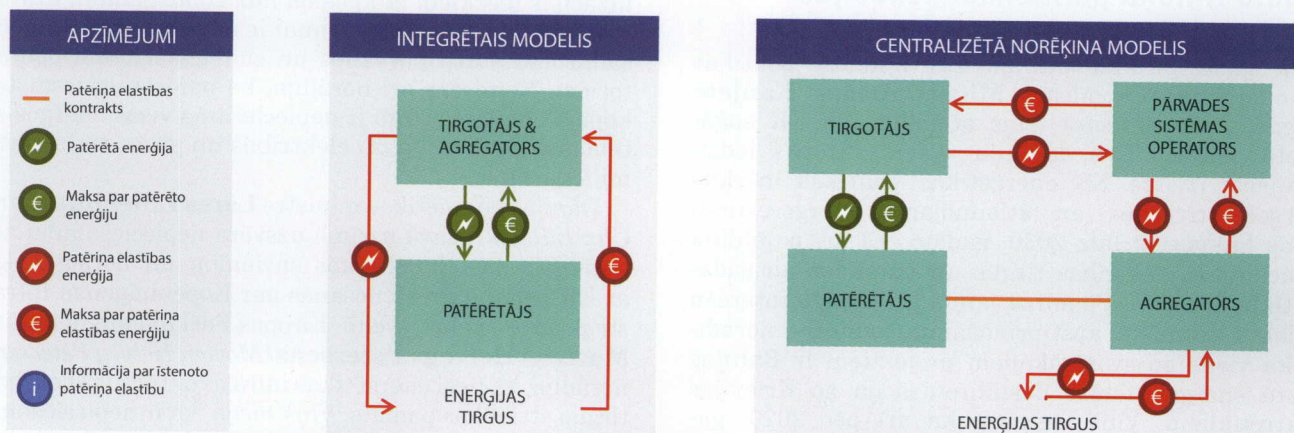 APZĪMĒJUMI
Patēriņa elastības
kontrakts
Patērētā enerģija
€
Maksa par patērēto
enerģiju
Patēriņa elastības
enerģija
€
Maksa par patēriņa
elastības enerģiju
i
Informācija par īstenoto
patēriņa elastību
INTEGRĒTAIS MODELIS
TIRGOTĀJS &
AGREGATORS
€
€
PATĒRĒTĀJS
ENERĢIJAS
TIRGUS
CENTRALIZĒTĀ NORĒĶINA MODELIS
TIRGOTĀJS
€
PĀRVADES
SISTĒMAS
OPERATORS
€
€
PATĒRĒTĀJS
AGREGATORS
€
ENERĢIJAS TIRGUS